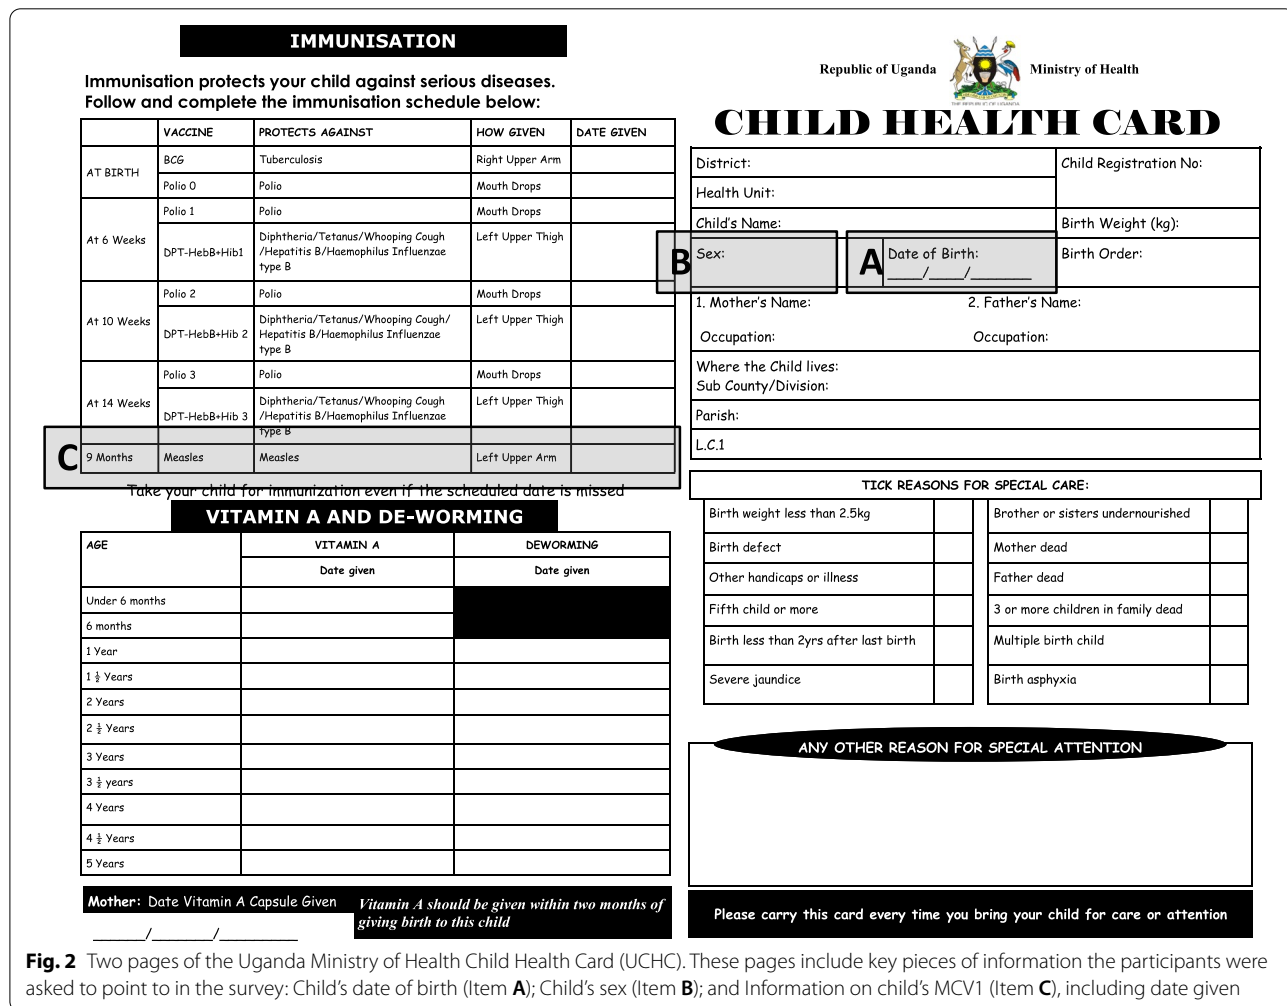 IMMUNISATION
Immunisation protects your child against serious diseases.
Follow and complete the immunisation schedule below:
VACCINE PROTECTS AGAINST HOW GIVEN DATE GIVEN
AT BIRTH
BCG Tuberculosis Right Upper Arm
Polio 0 Polio Mouth Drops
At 6 Weeks
Polio 1 Polio Mouth Drops
DPT-HebB+Hib1 Diphtheria/Tetanus/Whooping Cough Left Upper Thigh
/Hepatitis B/Haemophilus Influenzae
type B
At 10 Weeks
Polio 2 Polio Mouth Drops
DPT-HebB+Hib 2 Diphtheria/Tetanus/Whooping Cough/ Left Upper Thigh
Hepatitis B/Haemophilus Influenzae
type B
At 14 Weeks
Polio 3 Polio Mouth Drops
DPT-HebB+Hib 3 Diphtheria/Tetanus/Whooping Cough Left Upper Thigh
/Hepatitis B/Haemophilus Influenzae
type B
C 9 Months Measles Measles Left Upper Arm
Take your child for immunization even if the scheduled date is missed
VITAMIN A AND DE-WORMING
AGE VITAMIN A DEWORMING
Date given Date given
Under 6 months
6 months
1 Year
1 ½ Years
2 Years
2 ½ Years
3 Years
3 ½ years
4 Years
4 ½ Years
5 Years
Mother: Date Vitamin A Capsule Given
______/_______/_________
Vitamin A should be given within two months of
giving birth to this child
Republic of Uganda Ministry of Health
THE REPUBLIC OF UGANDA
CHILD HEALTH CARD
District: Child Registration No:
Health Unit:
Child's Name: Birth Weight (kg):
B Sex: A Date of Birth: Birth Order:
____/____/_______
1. Mother's Name: 2. Father's Name:
Occupation: Occupation:
Where the Child lives:
Sub County/Division:
Parish:
L.C.1
TICK REASONS FOR SPECIAL CARE:
Birth weight less than 2.5kg Brother or sisters undernourished
Birth defect Mother dead
Other handicaps or illness Father dead
Fifth child or more 3 or more children in family dead
Birth less than 2yrs after last birth Multiple birth child
Severe jaundice Birth asphyxia
ANY OTHER REASON FOR SPECIAL ATTENTION
Please carry this card every time you bring your child for care or attention
Fig. 2 Two pages of the Uganda Ministry of Health Child Health Card (UCHC). These pages include key pieces of information the participants were
asked to point to in the survey: Child's date of birth (Item A); Child's sex (Item B); and Information on child's MCV1 (Item C), including date given